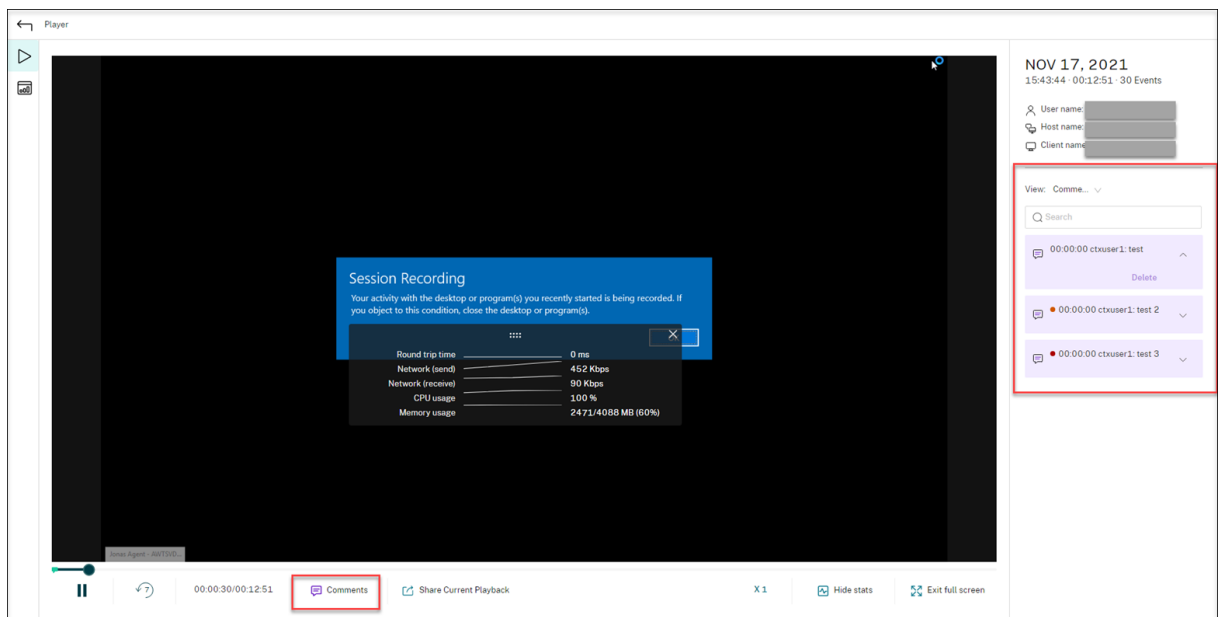 Player
NOV 17, 2021
15:43:44 · 00:12:51 · 30 Events
User name:
Host name:
Client name
View: Comme...
Search
00:00:00 ctxuser1: test
Delete
00:00:00 ctxuser1: test 2
00:00:00 ctxuser1: test 3
Session Recording
Your activity with the desktop or program(s) you recently started is being recorded. If
you object to this condition, close the desktop or program(s).
Round trip time 0 ms
Network (send) 452 Kbps
Network (receive) 90 Kbps
CPU usage 100 %
Memory usage 2471/4088 MB (60%)
Agent - AWTSVD...
7 00:00:30/00:12:51 Comments Share Current Playback X 1 Hide stats Exit full screen